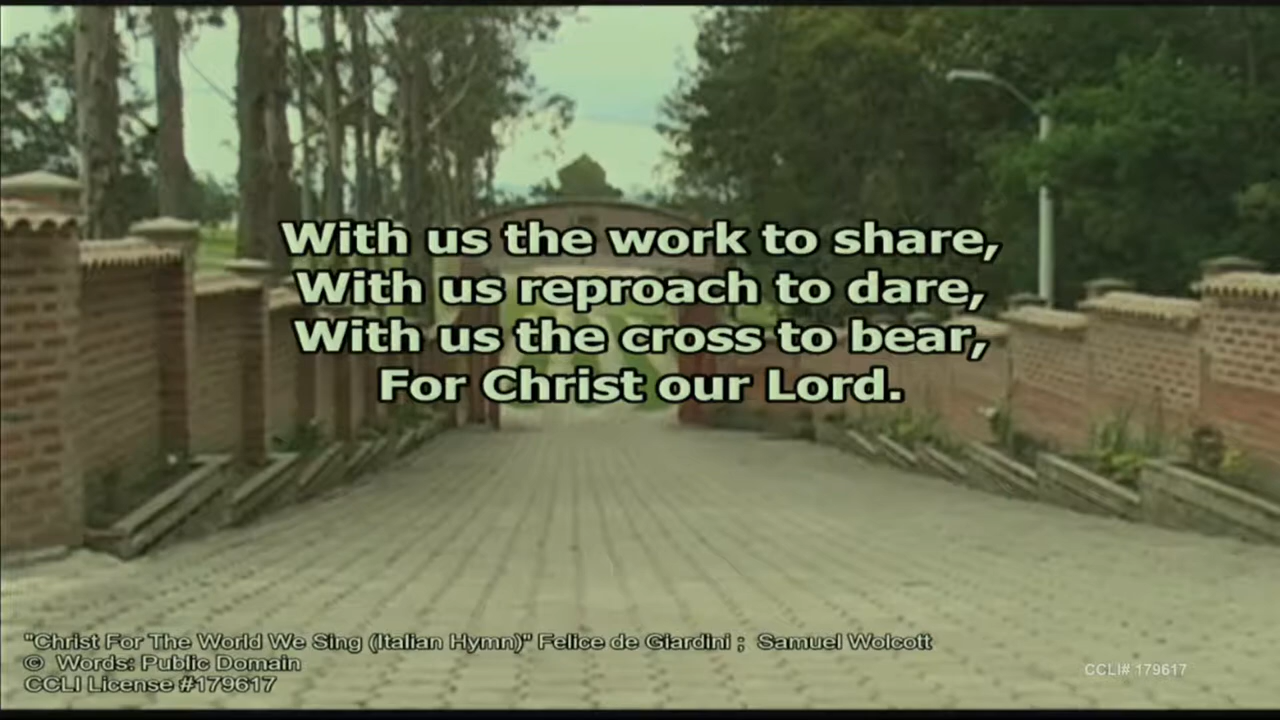 With us the work to share,
With us reproach to dare,
With us the cross to bear,
For Christ our Lord.
"Christ For The World We Sing (Italian Hymn)" Felice de Giardini ; Samuel Wolcott
© Words: Public Domain
CCLI License #179617
CCLI# 179617